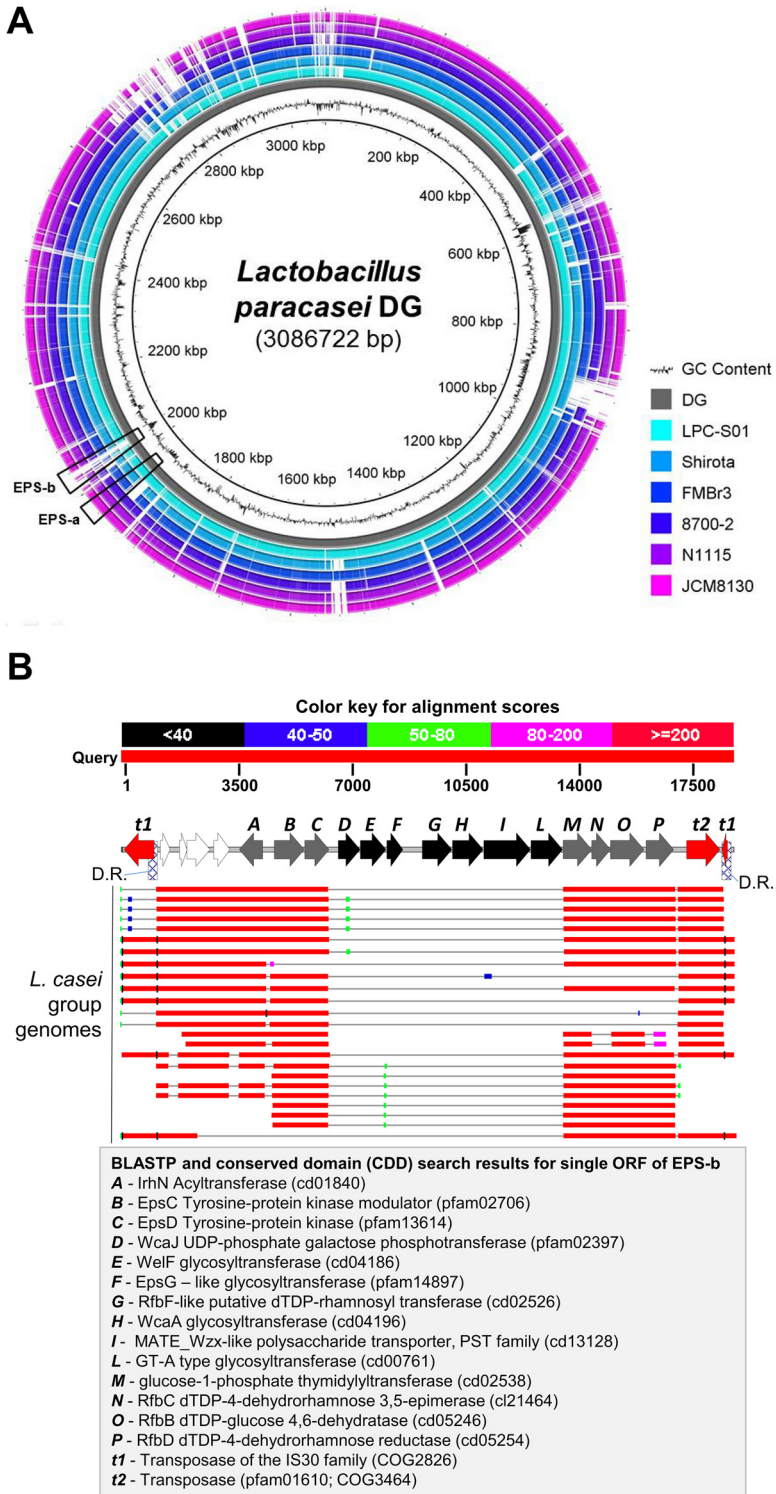 A
3000 kbp
200 kbp
2800 kbp
400 kbp
2600 kbp
600 kbp
Lactobacillus
paracasei DG
(3086722 bp)
2400 kbp
800 kbp
2200 kbp
1000 kbp
2000 kbp
1200 kbp
1800 kbp
1400 kbp
1600 kbp
EPS-b
EPS-a
GC Content
DG
LPC-S01
Shirota
FMBr3
8700-2
N1115
JCM8130
B
Color key for alignment scores
<40 40-50 50-80 80-200 >=200
Query
1 3500 7000 10500 14000 17500
t1 A B C D E F G H I L M N O P t2 t1
D.R. D.R.
L. casei
group
genomes
BLASTP and conserved domain (CDD) search results for single ORF of EPS-b
A - IrhN Acyltransferase (cd01840)
B - EpsC Tyrosine-protein kinase modulator (pfam02706)
C - EpsD Tyrosine-protein kinase (pfam13614)
D - WcaJ UDP-phosphate galactose phosphotransferase (pfam02397)
E - WelF glycosyltransferase (cd04186)
F - EpsG – like glycosyltransferase (pfam14897)
G - RfbF-like putative dTDP-rhamnosyl transferase (cd02526)
H - WcaA glycosyltransferase (cd04196)
I - MATE_Wzx-like polysaccharide transporter, PST family (cd13128)
L - GT-A type glycosyltransferase (cd00761)
M - glucose-1-phosphate thymidylyltransferase (cd02538)
N - RfbC dTDP-4-dehydrorhamnose 3,5-epimerase (cl21464)
O - RfbB dTDP-glucose 4,6-dehydratase (cd05246)
P - RfbD dTDP-4-dehydrorhamnose reductase (cd05254)
t1 - Transposase of the IS30 family (COG2826)
t2 - Transposase (pfam01610; COG3464)